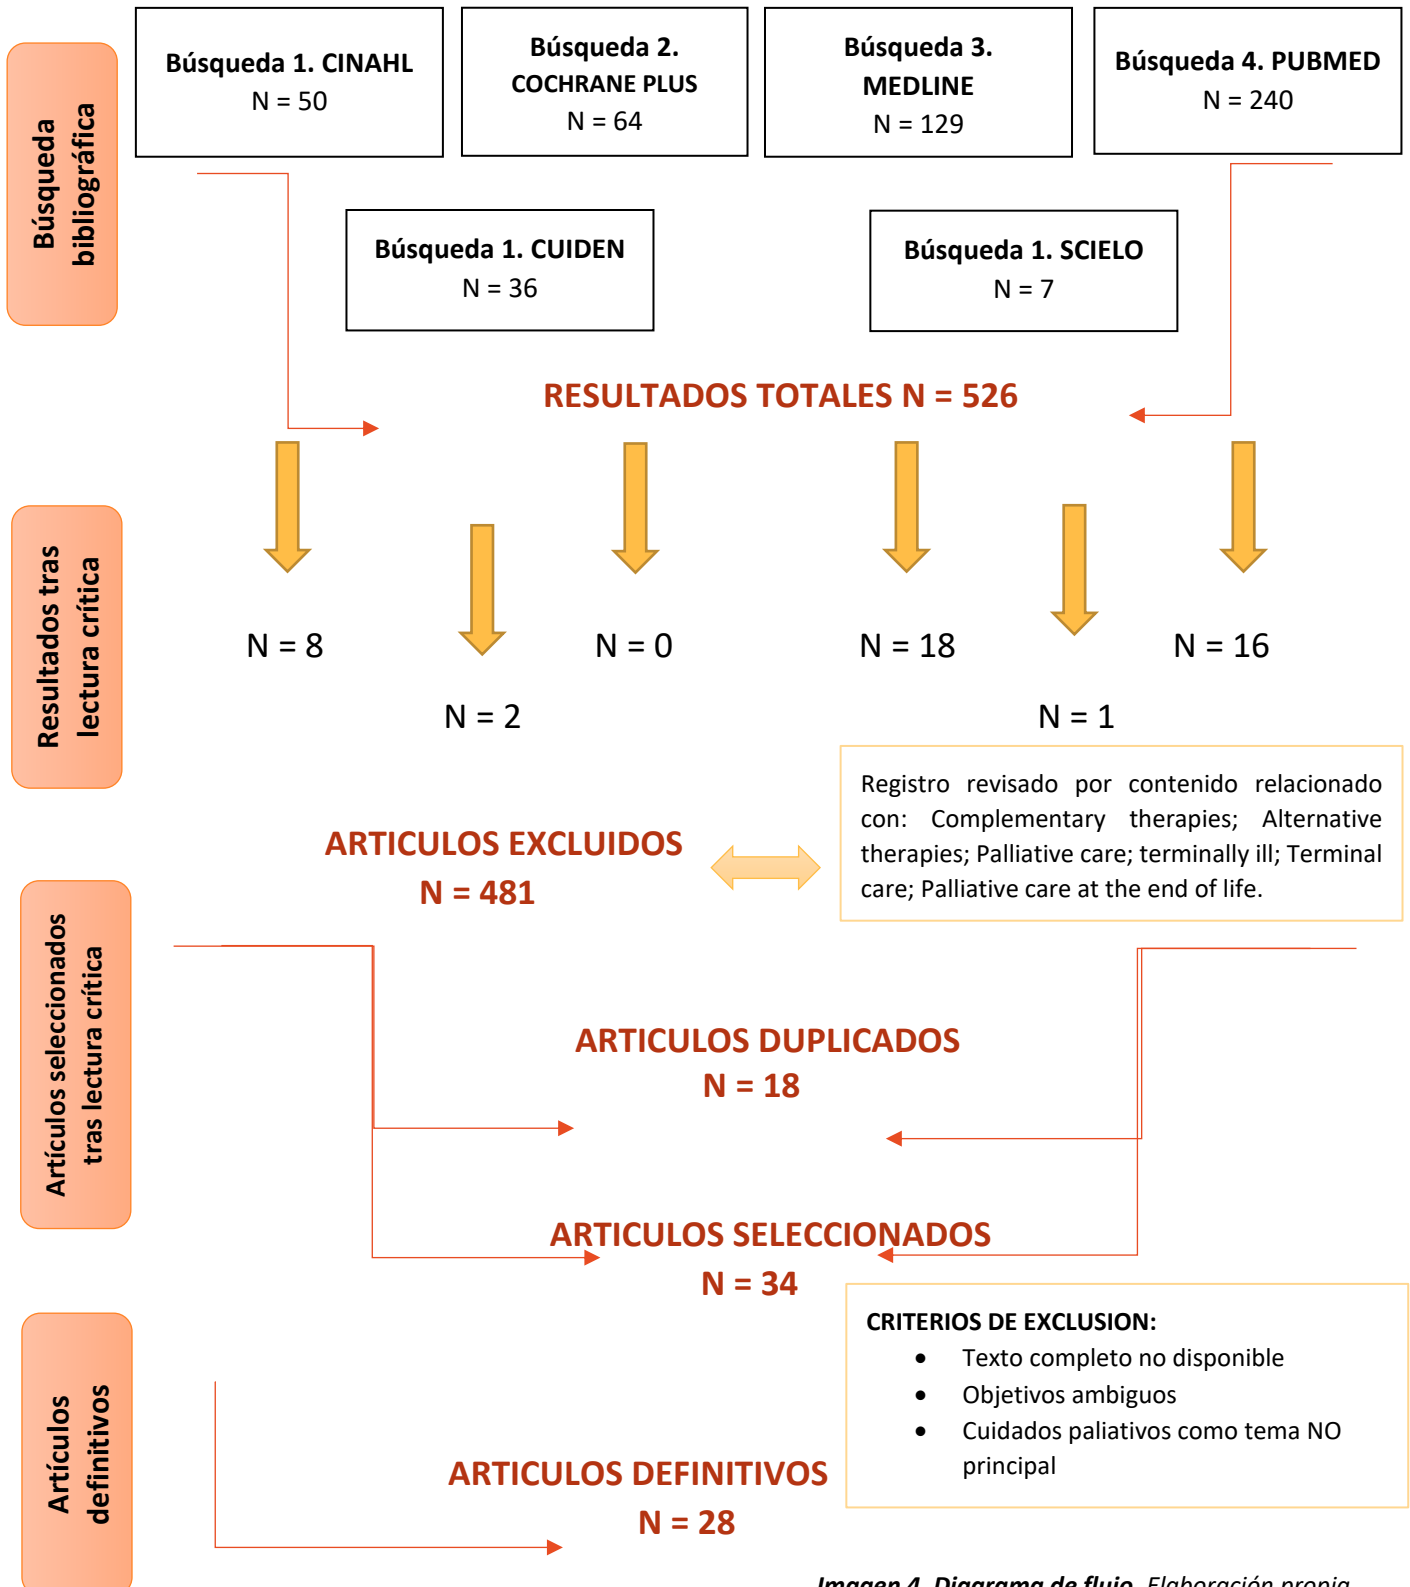 Búsqueda
bibliográfica
Búsqueda 1. CINAHL
N = 50
Búsqueda 2.
COCHRANE PLUS
N = 64
Búsqueda 3.
MEDLINE
N = 129
Búsqueda 4. PUBMED
N = 240
Búsqueda 1. CUIDEN
N = 36
Búsqueda 1. SCIELO
N = 7
RESULTADOS TOTALES N = 526
Resultados tras
lectura crítica
N = 8
N = 0
N = 18
N = 16
N = 2
N = 1
ARTICULOS EXCLUIDOS
N = 481
Registro revisado por contenido relacionado
con: Complementary therapies; Alternative
therapies; Palliative care; terminally ill; Terminal
care; Palliative care at the end of life.
Artículos seleccionados
tras lectura crítica
ARTICULOS DUPLICADOS
N = 18
ARTICULOS SELECCIONADOS
N = 34
CRITERIOS DE EXCLUSION:
• Texto completo no disponible
• Objetivos ambiguos
• Cuidados paliativos como tema NO
principal
Artículos
definitivos
ARTICULOS DEFINITIVOS
N = 28
Imagen 4. Diagrama de flujo. Elaboración propia